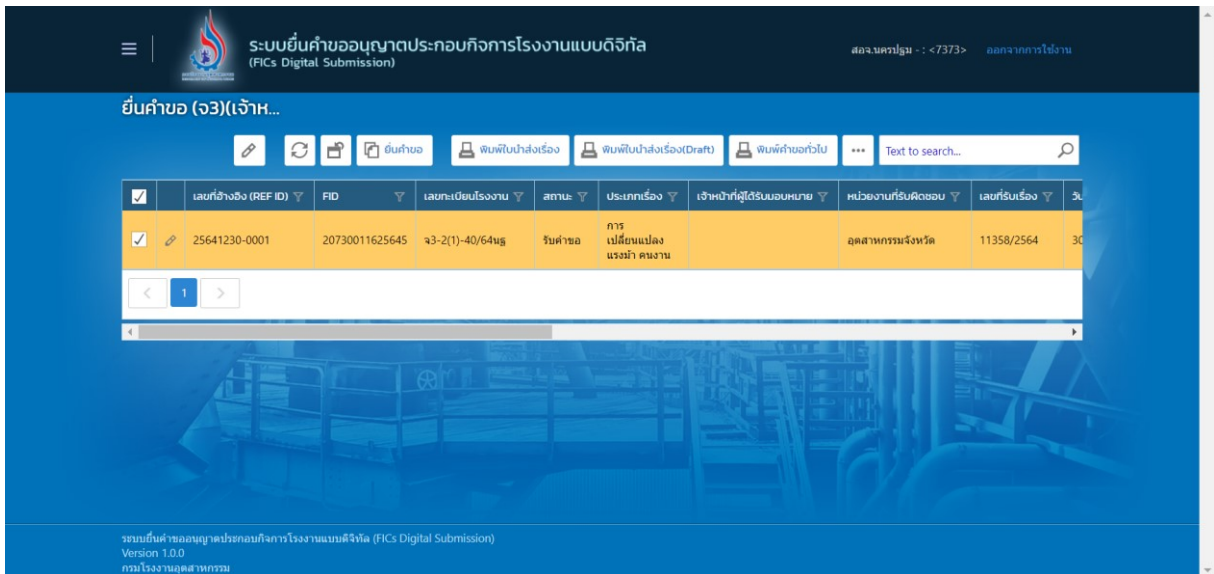 ระบบยื่นคำขออนุญาตประกอบกิจการโรงงานแบบดิจิทัล
(FICs Digital Submission)
สอจ.นครปฐม - : <7373> ออกจากการใช้งาน
ยื่นคำขอ (จ3)(เจ้าห...
ยื่นคำขอ พิมพ์ใบนำส่งเรื่อง พิมพ์ใบนำส่งเรื่อง(Draft) พิมพ์คำขอทั่วไป ... Text to search...
เลขที่อ้างอิง (REF ID) FID เลขทะเบียนโรงงาน สถานะ ประเภทเรื่อง เจ้าหน้าที่ผู้ได้รับมอบหมาย หน่วยงานที่รับผิดชอบ เลขที่รับเรื่อง วั
25641230-0001 20730011625645 จ3-2(1)-40/64นฐ รับคำขอ การ
เปลี่ยนแปลง
แรงม้า คนงาน อุตสาหกรรมจังหวัด 11358/2564 30
1
ระบบยื่นคำขออนุญาตประกอบกิจการโรงงานแบบดิจิทัล (FICs Digital Submission)
Version 1.0.0
กรมโรงงานอุตสาหกรรม